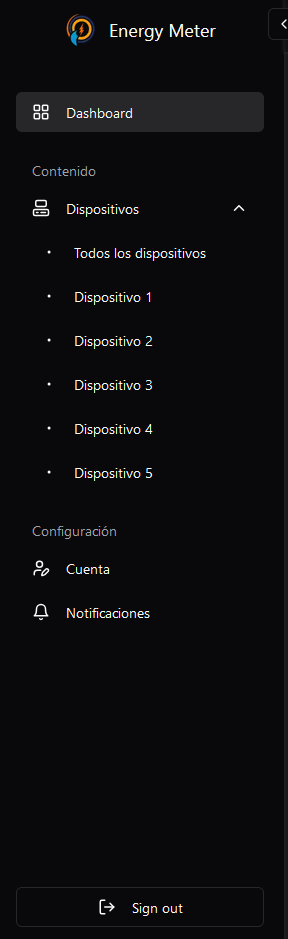 Energy Meter
Dashboard
Contenido
Dispositivos
Todos los dispositivos
Dispositivo 1
Dispositivo 2
Dispositivo 3
Dispositivo 4
Dispositivo 5
Configuración
Cuenta
Notificaciones
Sign out